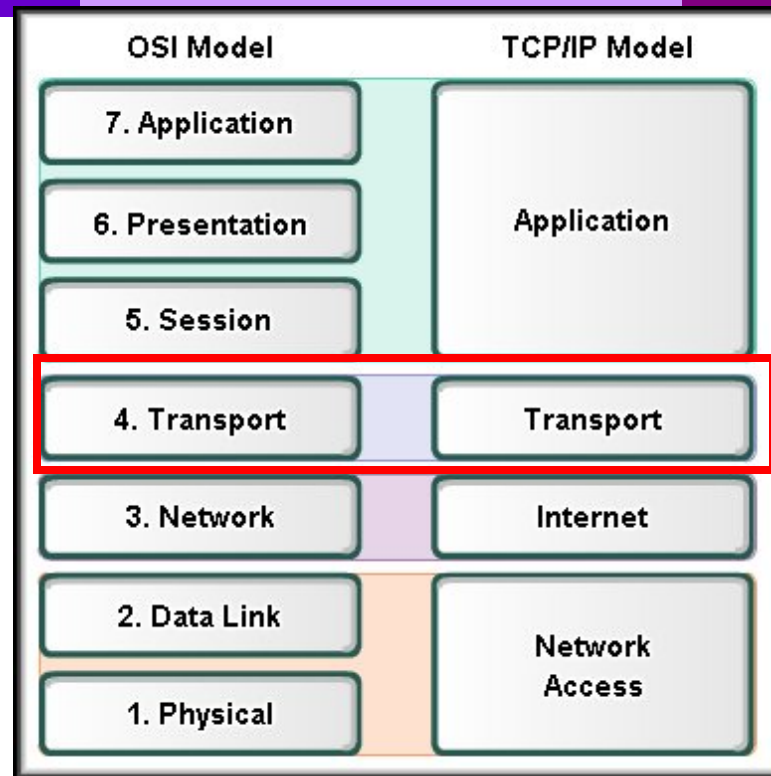 OSI Model TCP/IP Model
7. Application
6. Presentation Application
5. Session
4. Transport Transport
3. Network Internet
2. Data Link
Network
Access
1. Physical